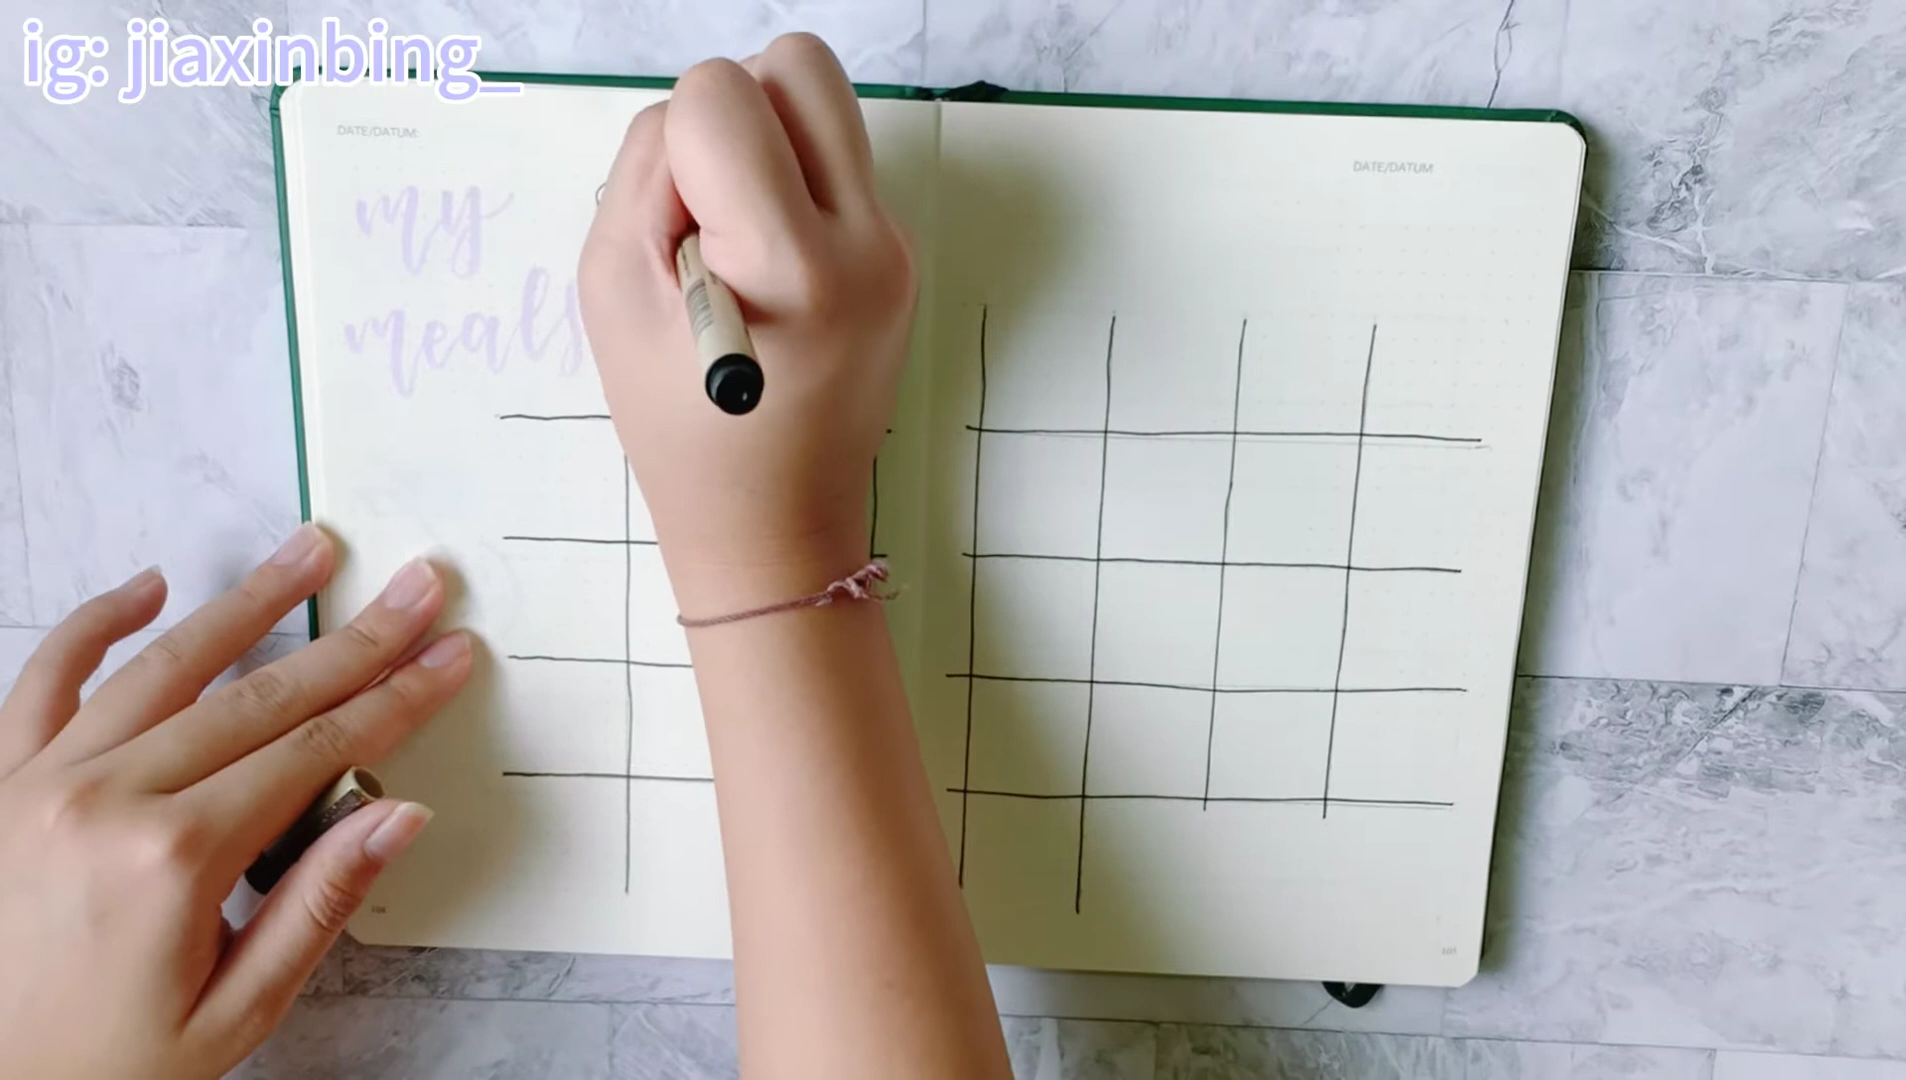 ig: jiaxinbing_
DATE/DATUM:
DATE/DATUM:
my
meals